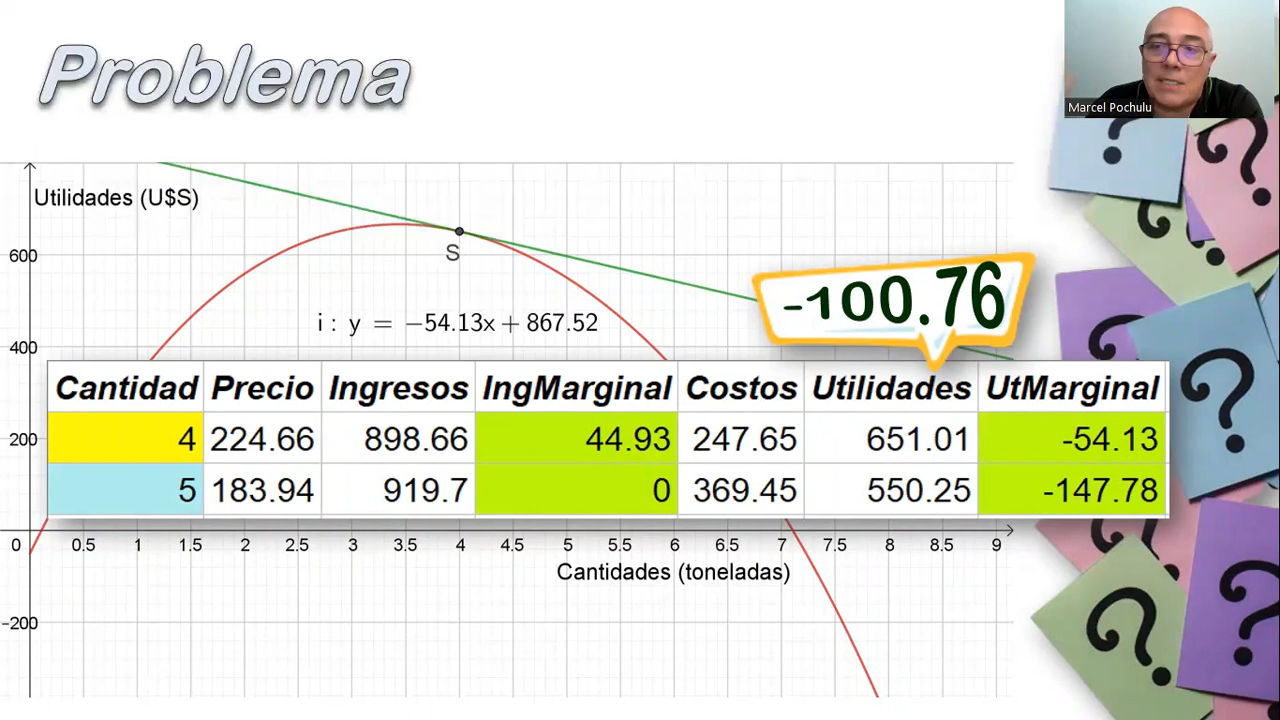 Problema
Marcel Pochulu
Utilidades (U$S)
600
S
-100.76
i : y = −54.13x + 867.52
400
Cantidad Precio Ingresos IngMarginal Costos Utilidades UtMarginal
4 224.66 898.66 44.93 247.65 651.01 -54.13
200
5 183.94 919.7 0 369.45 550.25 -147.78
0 0.5 1 1.5 2 2.5 3 3.5 4 4.5 5 5.5 6 6.5 7 7.5 8 8.5 9
Cantidades (toneladas)
−200
? ? ? ? ? ? ?